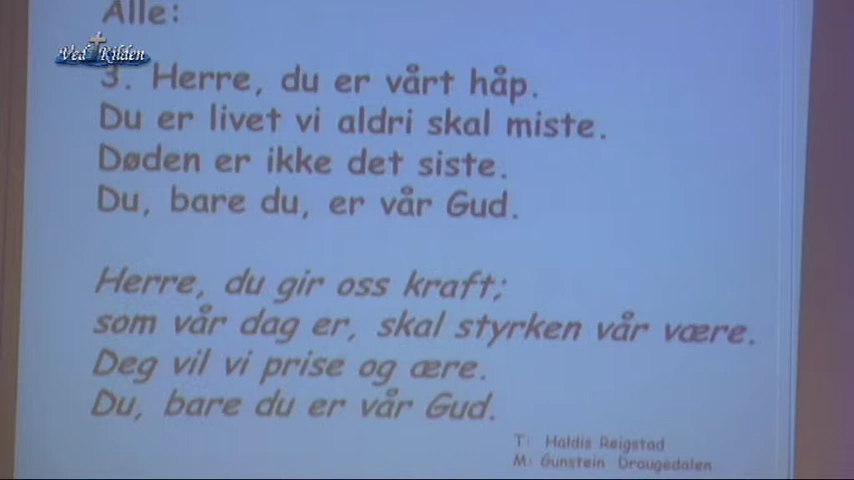 Alle:
Ved Kilden
3. Herre, du er vårt håp.
Du er livet vi aldri skal miste.
Døden er ikke det siste.
Du, bare du, er vår Gud.
Herre, du gir oss kraft;
som vår dag er, skal styrken vår være.
Deg vil vi prise og ære.
Du, bare du er vår Gud.
T: Haldis Reigstad
M: Gunstein Draugedalen